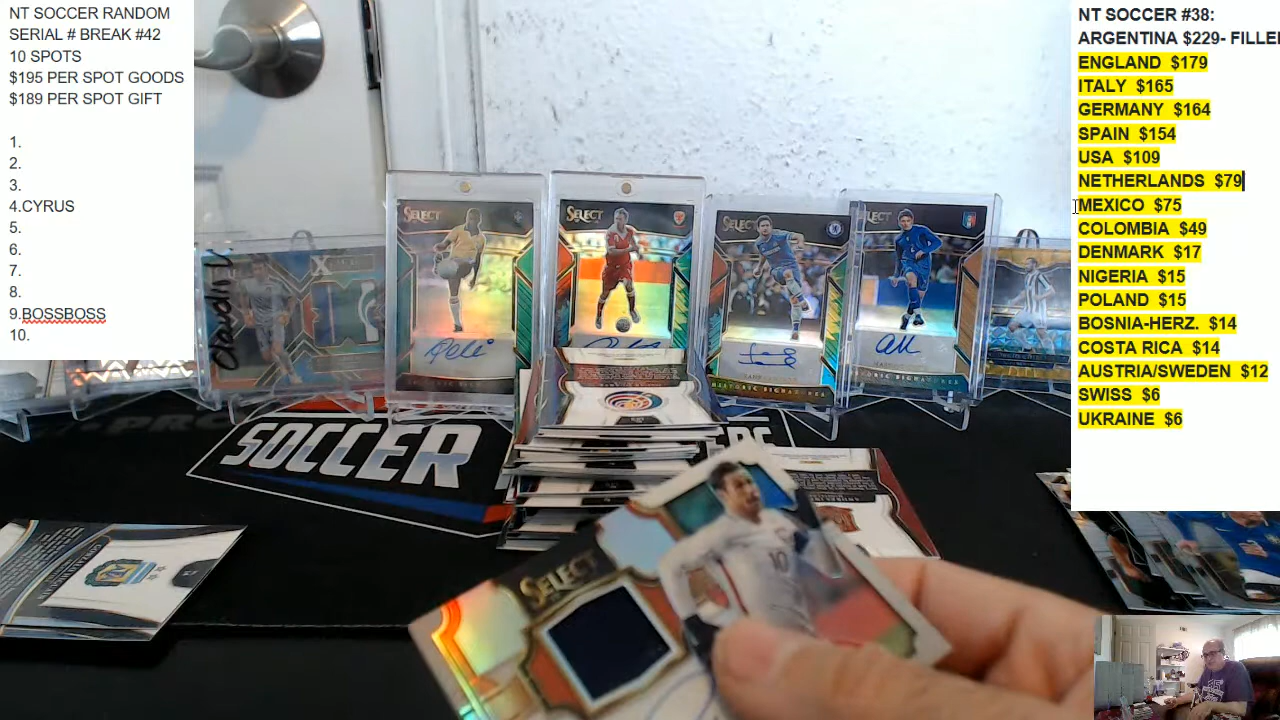 NT SOCCER RANDOM
SERIAL # BREAK #42
10 SPOTS
$195 PER SPOT GOODS
$189 PER SPOT GIFT
1.
2.
3.
4.CYRUS
5.
6.
7.
8.
9.BOSSBOSS
10.
NT SOCCER #38:
ARGENTINA $229- FILLE
ENGLAND $179
ITALY $165
GERMANY $164
SPAIN $154
USA $109
NETHERLANDS $79
MEXICO $75
COLOMBIA $49
DENMARK $17
NIGERIA $15
POLAND $15
BOSNIA-HERZ. $14
COSTA RICA $14
AUSTRIA/SWEDEN $12
SWISS $6
UKRAINE $6
SELECT
SELECT
SELECT
SOCCER
SELECT
10